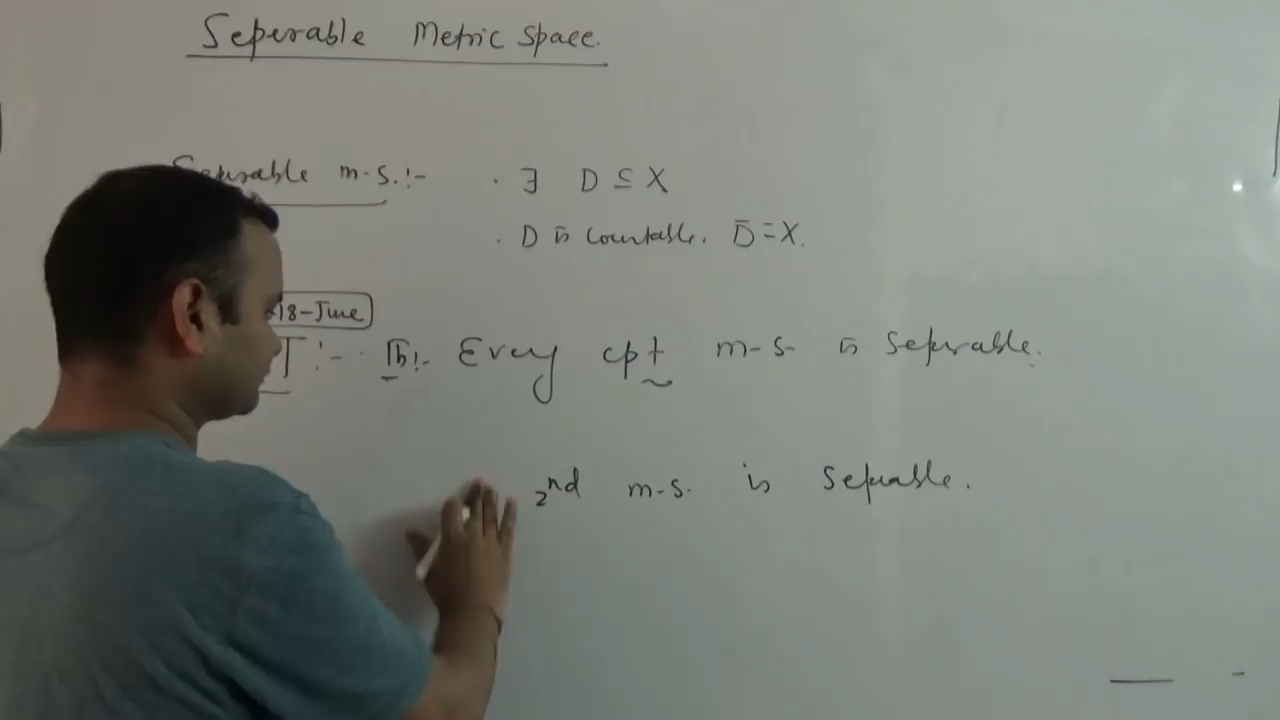 Seperable Metric Space.
Seperable m-s.:- · ∃ D ⊆ X
· D is countable. D̄ = X.
18-June
T :- · Th:- Every cpt m-s- is Seperable.
2nd m-s. is Seperable.